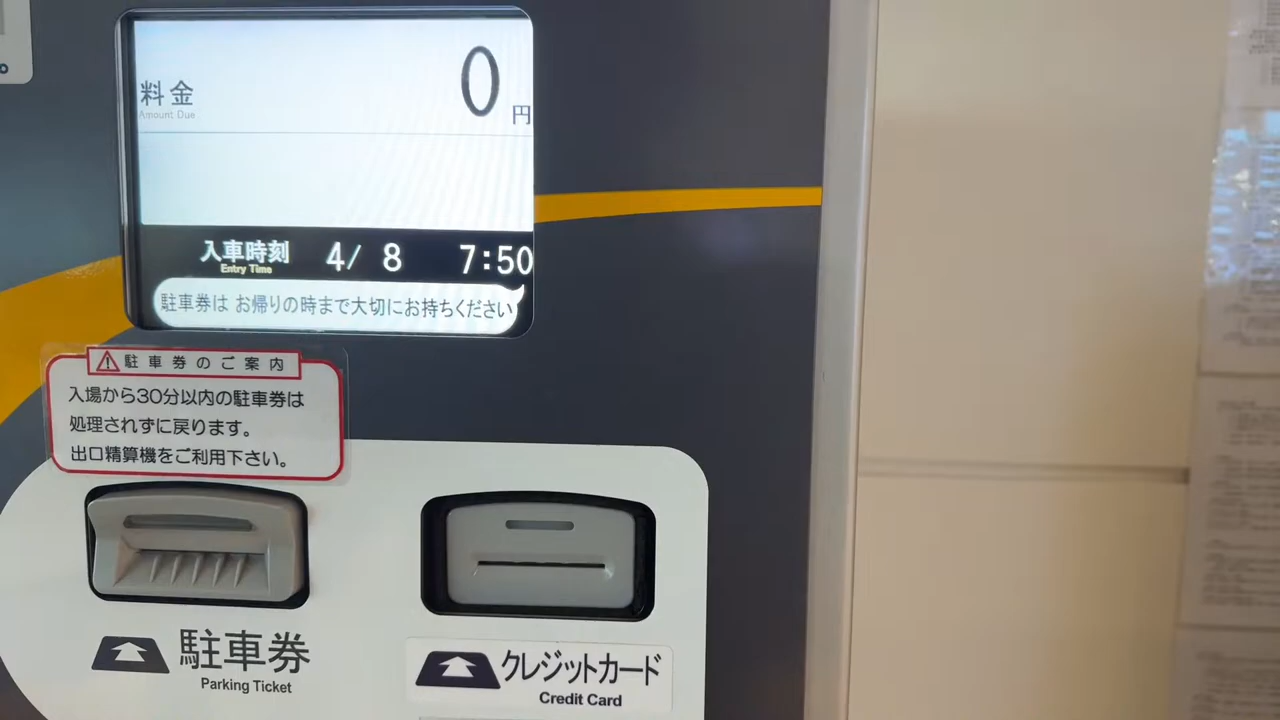 料金
Amount Due
0円
入車時刻 4/ 8 7:50
Entry Time
駐車券は お帰りの時まで大切にお持ちください
駐車券のご案内
入場から30分以内の駐車券は
処理されずに戻ります。
出口精算機をご利用下さい。
駐車券
Parking Ticket
クレジットカード
Credit Card